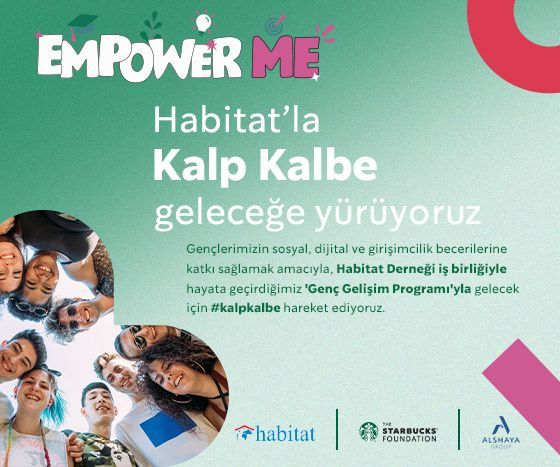 EMPOWER ME
Habitat'la
Kalp Kalbe
geleceğe yürüyoruz
Gençlerimizin sosyal, dijital ve girişimcilik becerilerine
katkı sağlamak amacıyla, Habitat Derneği iş birliğiyle
hayata geçirdiğimiz 'Genç Gelişim Programı'yla gelecek
için #kalpkalbe hareket ediyoruz.
habitat
THE
STARBUCKS®
FOUNDATION
ALSHAYA
GROUP